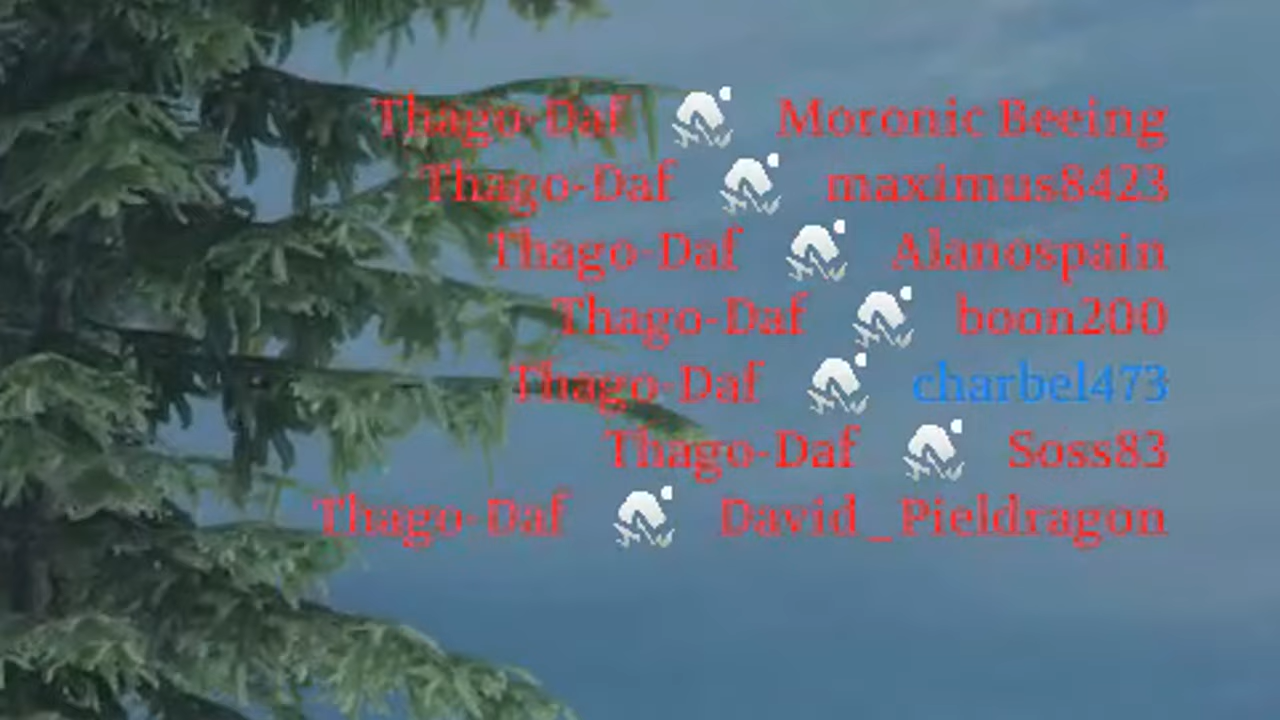 Thago-Daf Moronic Beeing
Thago-Daf maximus8423
Thago-Daf Alanospain
Thago-Daf boon200
Thago-Daf charbel473
Thago-Daf Soss83
Thago-Daf David_Pieldragon